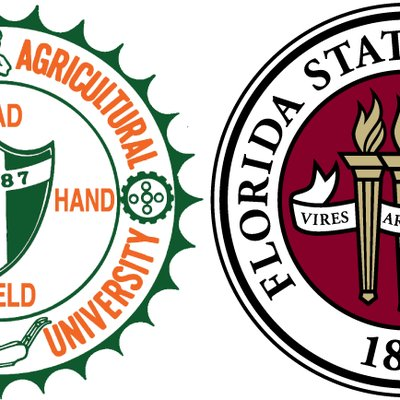 AGRICULTURAL
UNIVERSITY
AD
87
HAND
ELD
FLORIDA STAT
VIRES
AR
18